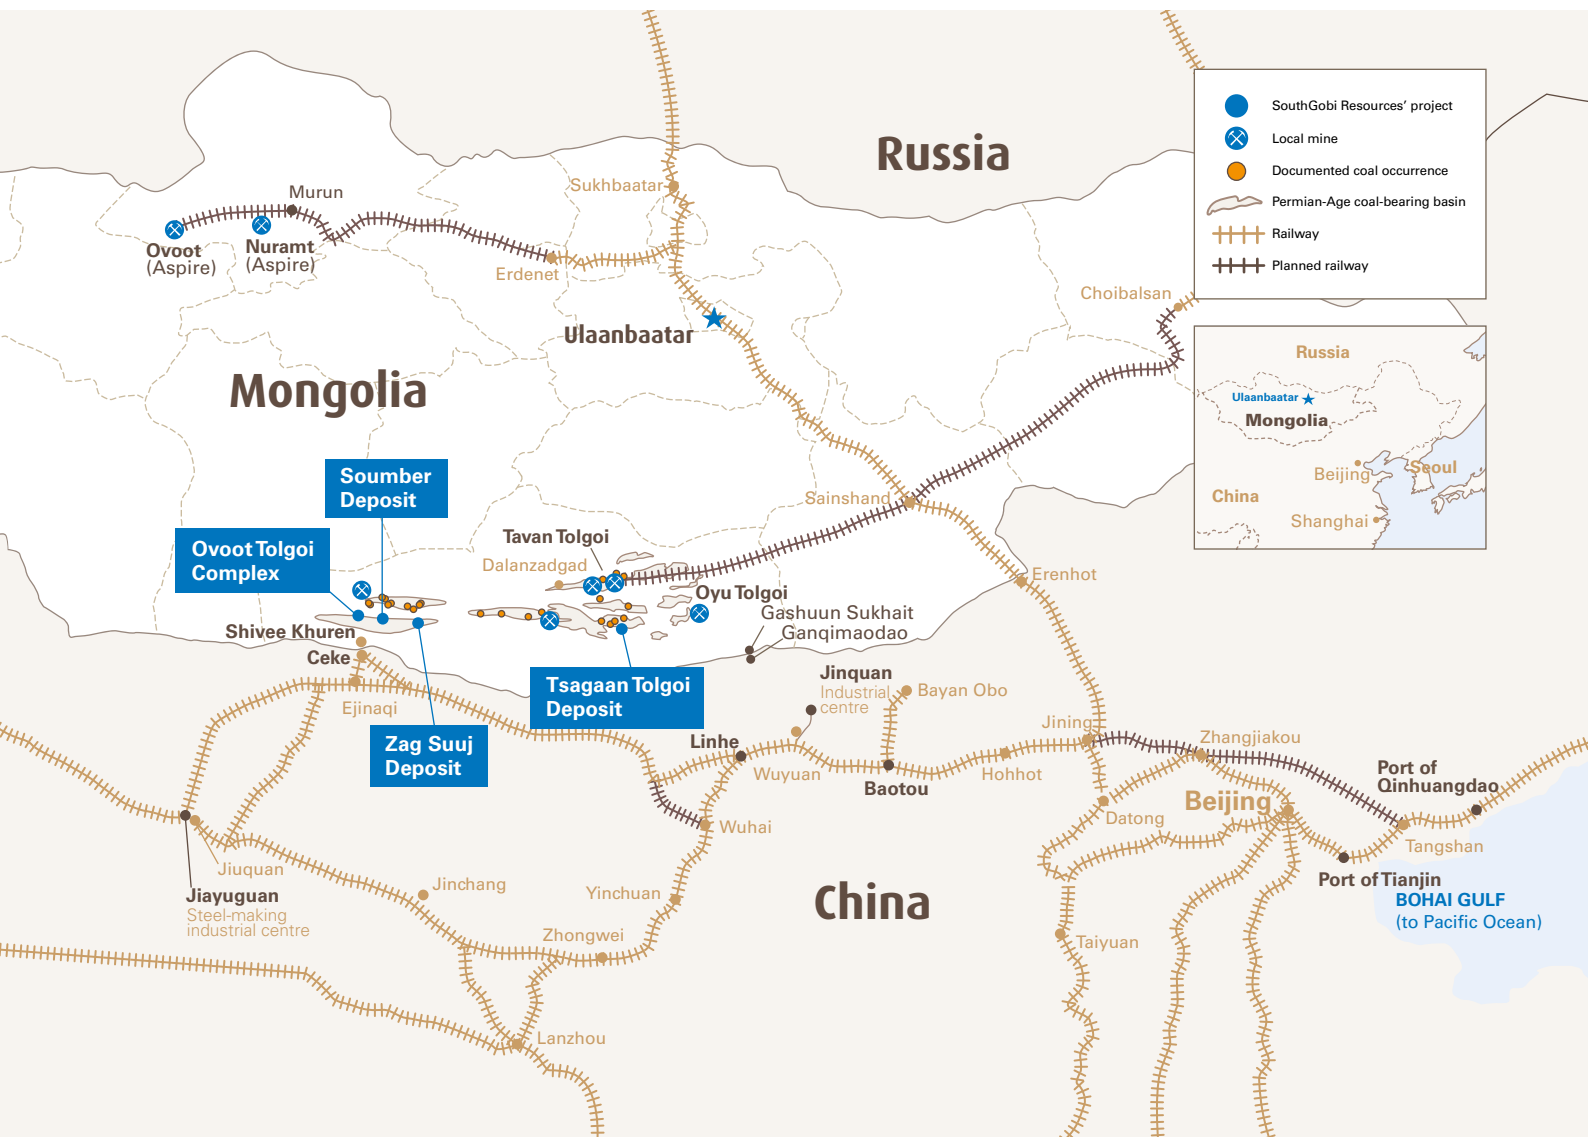 Russia
SouthGobi Resources' project
Local mine
Documented coal occurrence
Permian-Age coal-bearing basin
Railway
Planned railway
Sukhbaatar
Murun
Ovoot
(Aspire)
Nuramt
(Aspire)
Erdenet
Choibalsan
Ulaanbaatar
Mongolia
Russia
Ulaanbaatar
Mongolia
Beijing
Seoul
China
Shanghai
Soumber
Deposit
Sainshand
Ovoot Tolgoi
Complex
Tavan Tolgoi
Dalanzadgad
Erenhot
Oyu Tolgoi
Gashuun Sukhait
Ganqimaodao
Shivee Khuren
Ceke
Ejinaqi
Tsagaan Tolgoi
Deposit
Jinquan
Industrial
centre
Bayan Obo
Zag Suuj
Deposit
Linhe
Wuyuan
Baotou
Hohhot
Jining
Zhangjiakou
Port of
Qinhuangdao
Beijing
Datong
Tangshan
Port of Tianjin
BOHAI GULF
(to Pacific Ocean)
Wuhai
Jiuquan
Jiayuguan
Steel-making
industrial centre
Jinchang
Yinchuan
China
Zhongwei
Taiyuan
Lanzhou